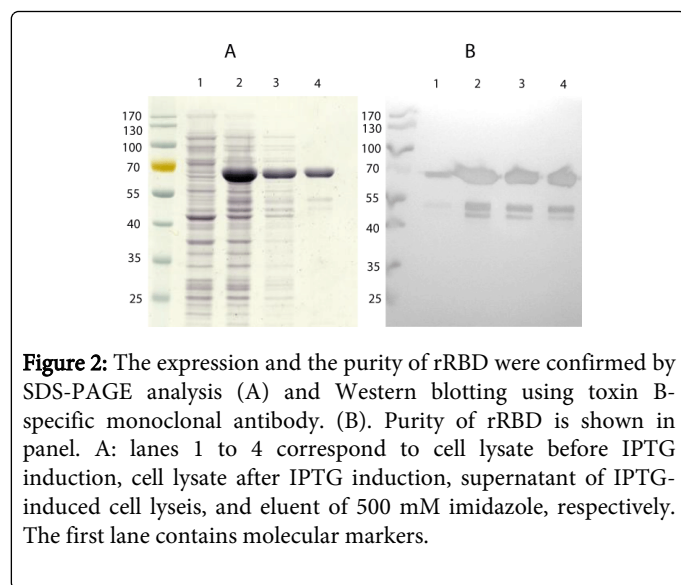 A B
1 2 3 4 1 2 3 4
170 170
130 130
100 100
70 70
55 55
40 40
35 35
25 25
Figure 2: The expression and the purity of rRBD were confirmed by
SDS-PAGE analysis (A) and Western blotting using toxin B-
specific monoclonal antibody. (B). Purity of rRBD is shown in
panel. A: lanes 1 to 4 correspond to cell lysate before IPTG
induction, cell lysate after IPTG induction, supernatant of IPTG-
induced cell lyseis, and eluent of 500 mM imidazole, respectively.
The first lane contains molecular markers.